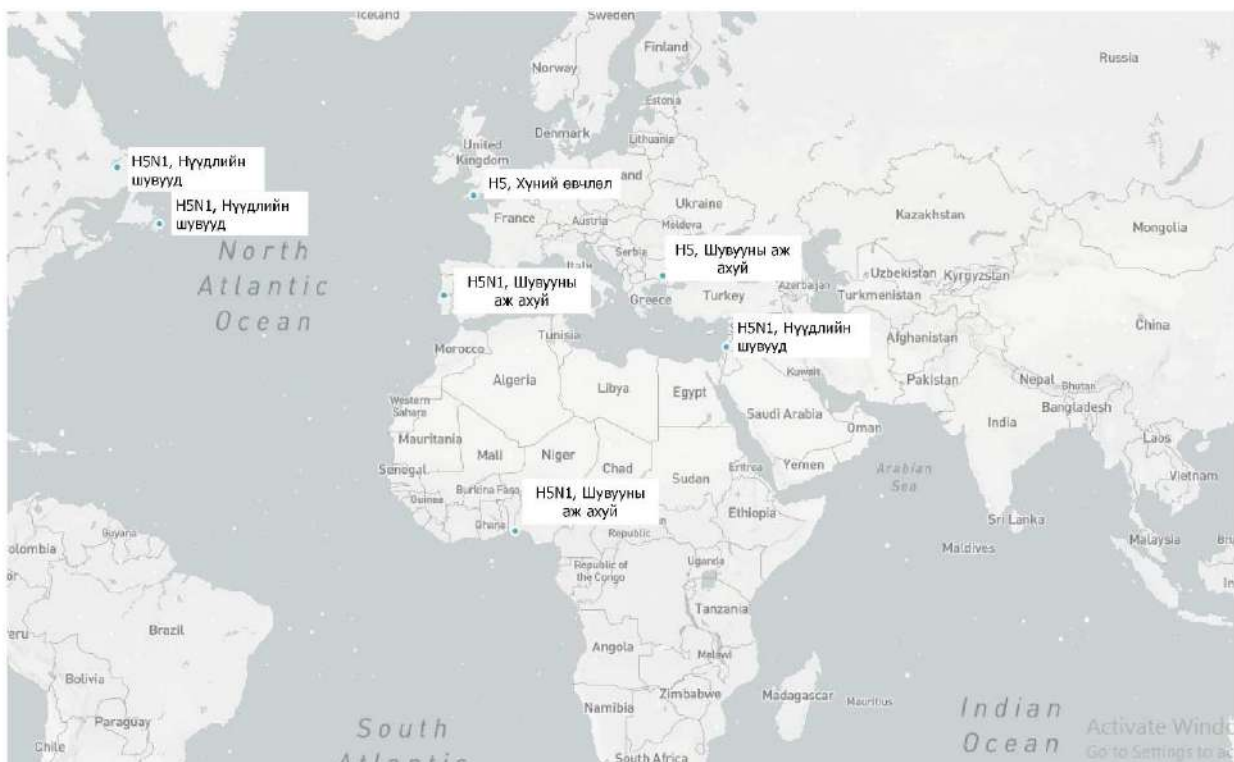 Iceland
Sweden
Finland
Russia
Norway
Estonia
Denmark
Lithuania
United
Kingdom
H5N1, Нүүдлийн
шувууд
H5, Хүний өвчлөл
Ukraine
Kazakhstan
Mongolia
H5N1, Нүүдлийн
шувууд
France
Austria
Moldova
North
Atlantic
Ocean
Serbia
Italy
H5, Шувууны аж
ахуй
Uzbekistan
Kyrgyzstan
H5N1, Шувууны
аж ахуй
Greece
Turkey
Azerbaijan
Turkmenistan
China
Tunisia
H5N1, Нүүдлийн
шувууд
Afghanistan
Morocco
Algeria
Libya
Egypt
Kuwait
Pakistan
Nepal
Bhutan
Western
Sahara
Saudi Arabia
Bangladesh
India
Oman
Mauritania
Mali
Niger
Chad
Sudan
Eritrea
Yemen
Laos
Senegal
Arabian
Sea
Vietnam
Burkina Faso
Guinea
H5N1, Шувууны
аж ахуй
Ethiopia
Ghana
Republic
Sri Lanka
Guyana
Maldives
Malaysia
olombia
Republic of
the Congo
Uganda
Tanzania
eru
Brazil
Angola
Malawi
Bolivia
Zimbabwe
Madagascar
Mauritius
Namibia
Paraguay
South
Atlantic
Indian
Ocean
Chile
South Africa
Activate Windo
Go to Settings to ac